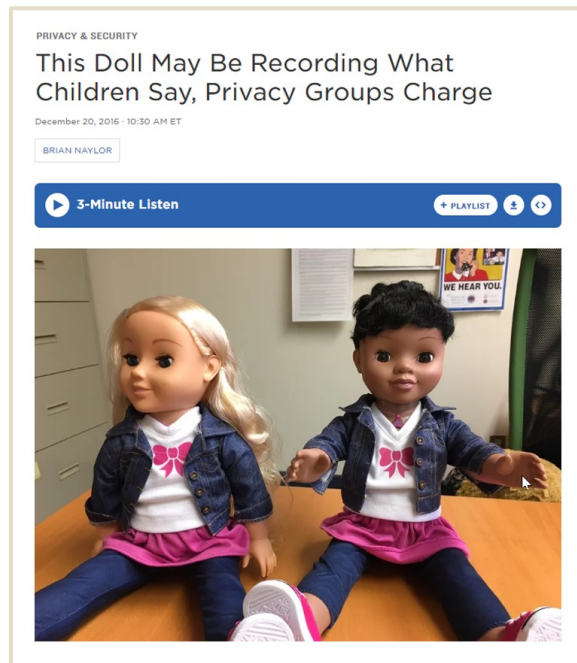 PRIVACY & SECURITY
This Doll May Be Recording What
Children Say, Privacy Groups Charge
December 20, 2016 · 10:30 AM ET
BRIAN NAYLOR
3-Minute Listen
+ PLAYLIST
WE HEAR YOU.